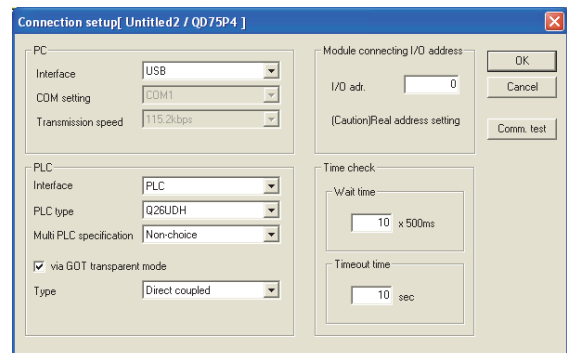 Connection setup[ Untitled2 / QD75P4 ]
PC
Interface USB
COM setting COM1
Transmission speed 115.2kbps
Module connecting I/O address
I/O adr. 0
(Caution)Real address setting
OK
Cancel
Comm. test
PLC
Interface PLC
PLC type Q26UDH
Multi PLC specification Non-choice
via GOT transparent mode
Type Direct coupled
Time check
Wait time
10 x 500ms
Timeout time
10 sec